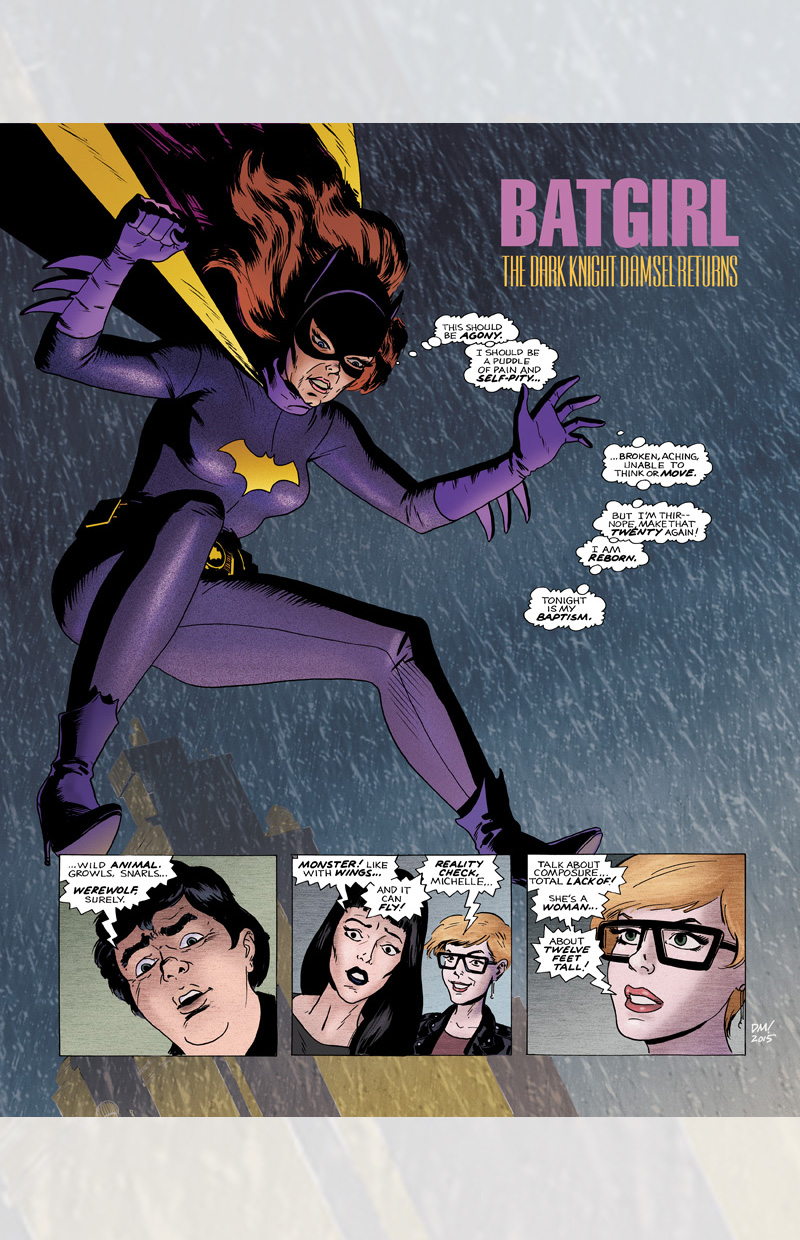 BATGIRL
THE DARK KNIGHT DAMSEL RETURNS
THIS SHOULD
BE AGONY.
I SHOULD BE
A PUDDLE
OF PAIN AND
SELF-PITY...
...BROKEN, ACHING,
UNABLE TO
THINK OR MOVE.
BUT I'M THIR--
NOPE, MAKE THAT
TWENTY AGAIN!
I AM
REBORN.
TONIGHT
IS MY
BAPTISM.
...WILD ANIMAL.
GROWLS, SNARLS...
WEREWOLF,
SURELY.
MONSTER! LIKE
WITH WINGS...
AND IT
CAN
FLY!
REALITY
CHECK,
MICHELLE...
TALK ABOUT
COMPOSURE...
TOTAL LACK OF!
SHE'S A
WOMAN...
ABOUT
TWELVE
FEET
TALL!
DMV
2015